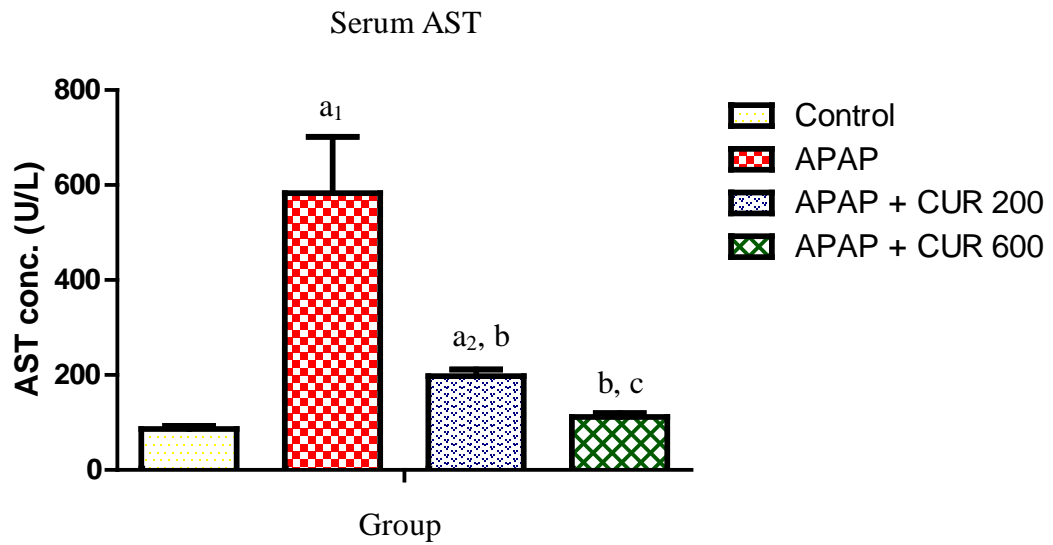 Serum AST
AST conc. (U/L)
800
600
400
200
0
a₁
a₂, b
b, c
Group
Control
APAP
APAP + CUR 200
APAP + CUR 600